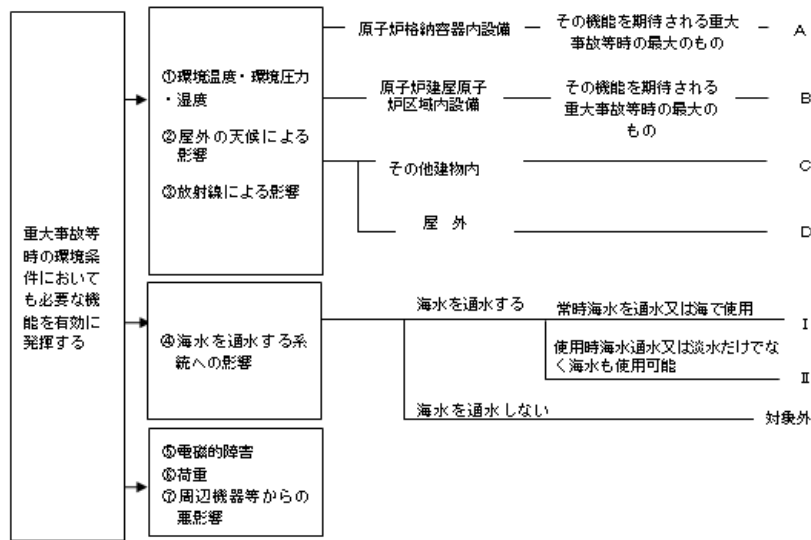 重大事故等
時の環境条
件において
も必要な機
能を有効に
発揮する
①環境温度・環境圧力
・湿度
②屋外の天候による
影響
③放射線による影響
原子炉格納容器内設備
その機能を期待される重大
事故等時の最大のもの
A
原子炉建屋原子
炉区域内設備
その機能を期待される
重大事故等時の最大の
もの
B
その他建物内
C
屋 外
D
④海水を通水する系
統への影響
海水を通水する
常時海水を通水又は海で使用
Ⅰ
使用時海水通水又は淡水だけでな
く海水も使用可能
Ⅱ
海水を通水しない
対象外
⑤電磁的障害
⑥荷重
⑦周辺機器等からの
悪影響